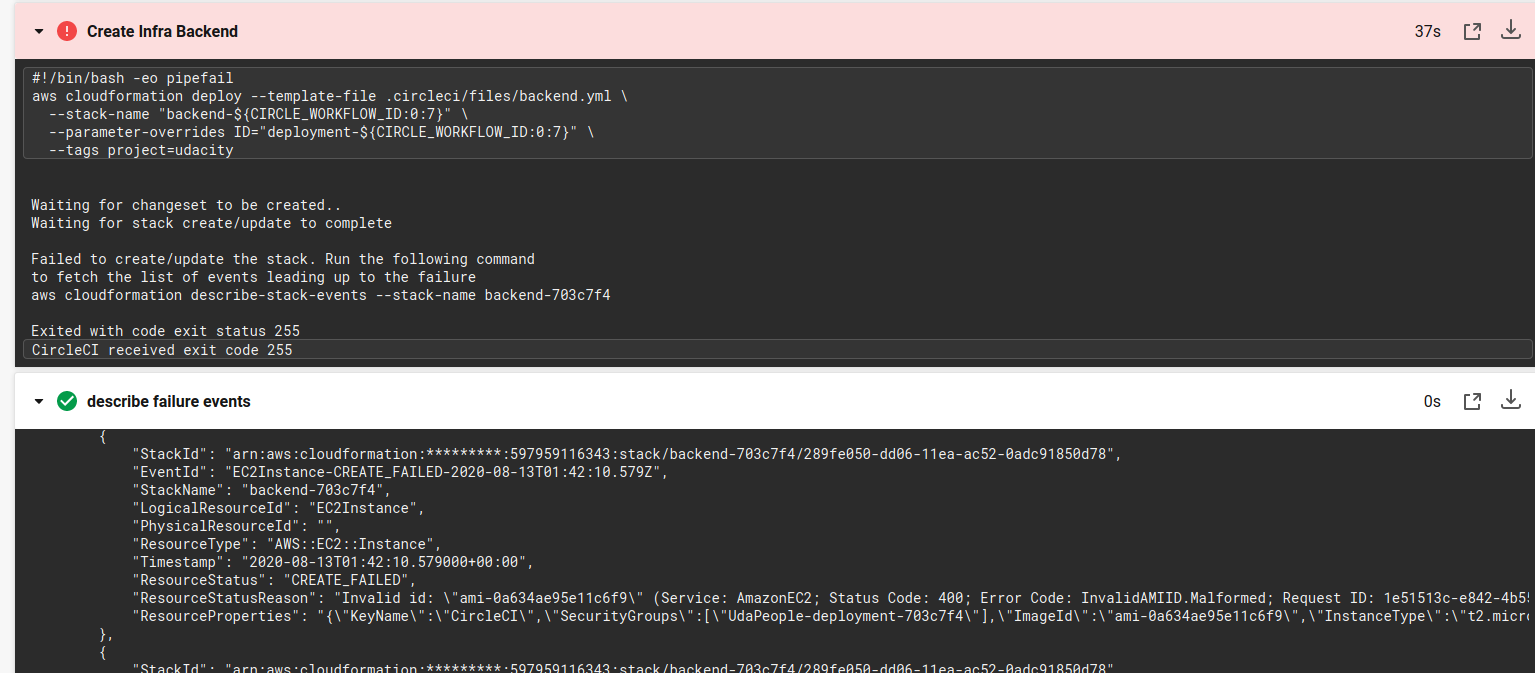 Create Infra Backend
37s
#!/bin/bash -eo pipefail
aws cloudformation deploy --template-file .circleci/files/backend.yml \
--stack-name "backend-${CIRCLE_WORKFLOW_ID:0:7}" \
--parameter-overrides ID="deployment-${CIRCLE_WORKFLOW_ID:0:7}" \
--tags project=udacity
Waiting for changeset to be created..
Waiting for stack create/update to complete
Failed to create/update the stack. Run the following command
to fetch the list of events leading up to the failure
aws cloudformation describe-stack-events --stack-name backend-703c7f4
Exited with code exit status 255
CircleCI received exit code 255
describe failure events
0s
{
"StackId": "arn:aws:cloudformation:*********:597959116343:stack/backend-703c7f4/289fe050-dd06-11ea-ac52-0adc91850d78",
"EventId": "EC2Instance-CREATE_FAILED-2020-08-13T01:42:10.579Z",
"StackName": "backend-703c7f4",
"LogicalResourceId": "EC2Instance",
"PhysicalResourceId": "",
"ResourceType": "AWS::EC2::Instance",
"Timestamp": "2020-08-13T01:42:10.579000+00:00",
"ResourceStatus": "CREATE_FAILED",
"ResourceStatusReason": "Invalid id: \"ami-0a634ae95e11c6f9\" (Service: AmazonEC2; Status Code: 400; Error Code: InvalidAMIID.Malformed; Request ID: 1e51513c-e842-4b5
"ResourceProperties": "{\"KeyName\":\"CircleCI\",\"SecurityGroups\":[\"UdaPeople-deployment-703c7f4\"],\"ImageId\":\"ami-0a634ae95e11c6f9\",\"InstanceType\":\"t2.micr
},
{
"StackId": "arn:aws:cloudformation:*********:597959116343:stack/backend-703c7f4/289fe050-dd06-11ea-ac52-0adc91850d78"